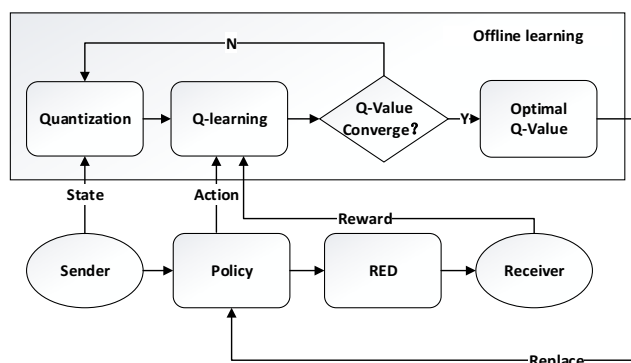 Offline learning
N
Quantization
Q-learning
Q-Value
Converge?
Y
Optimal
Q-Value
State
Action
Reward
Sender
Policy
RED
Receiver
Replace